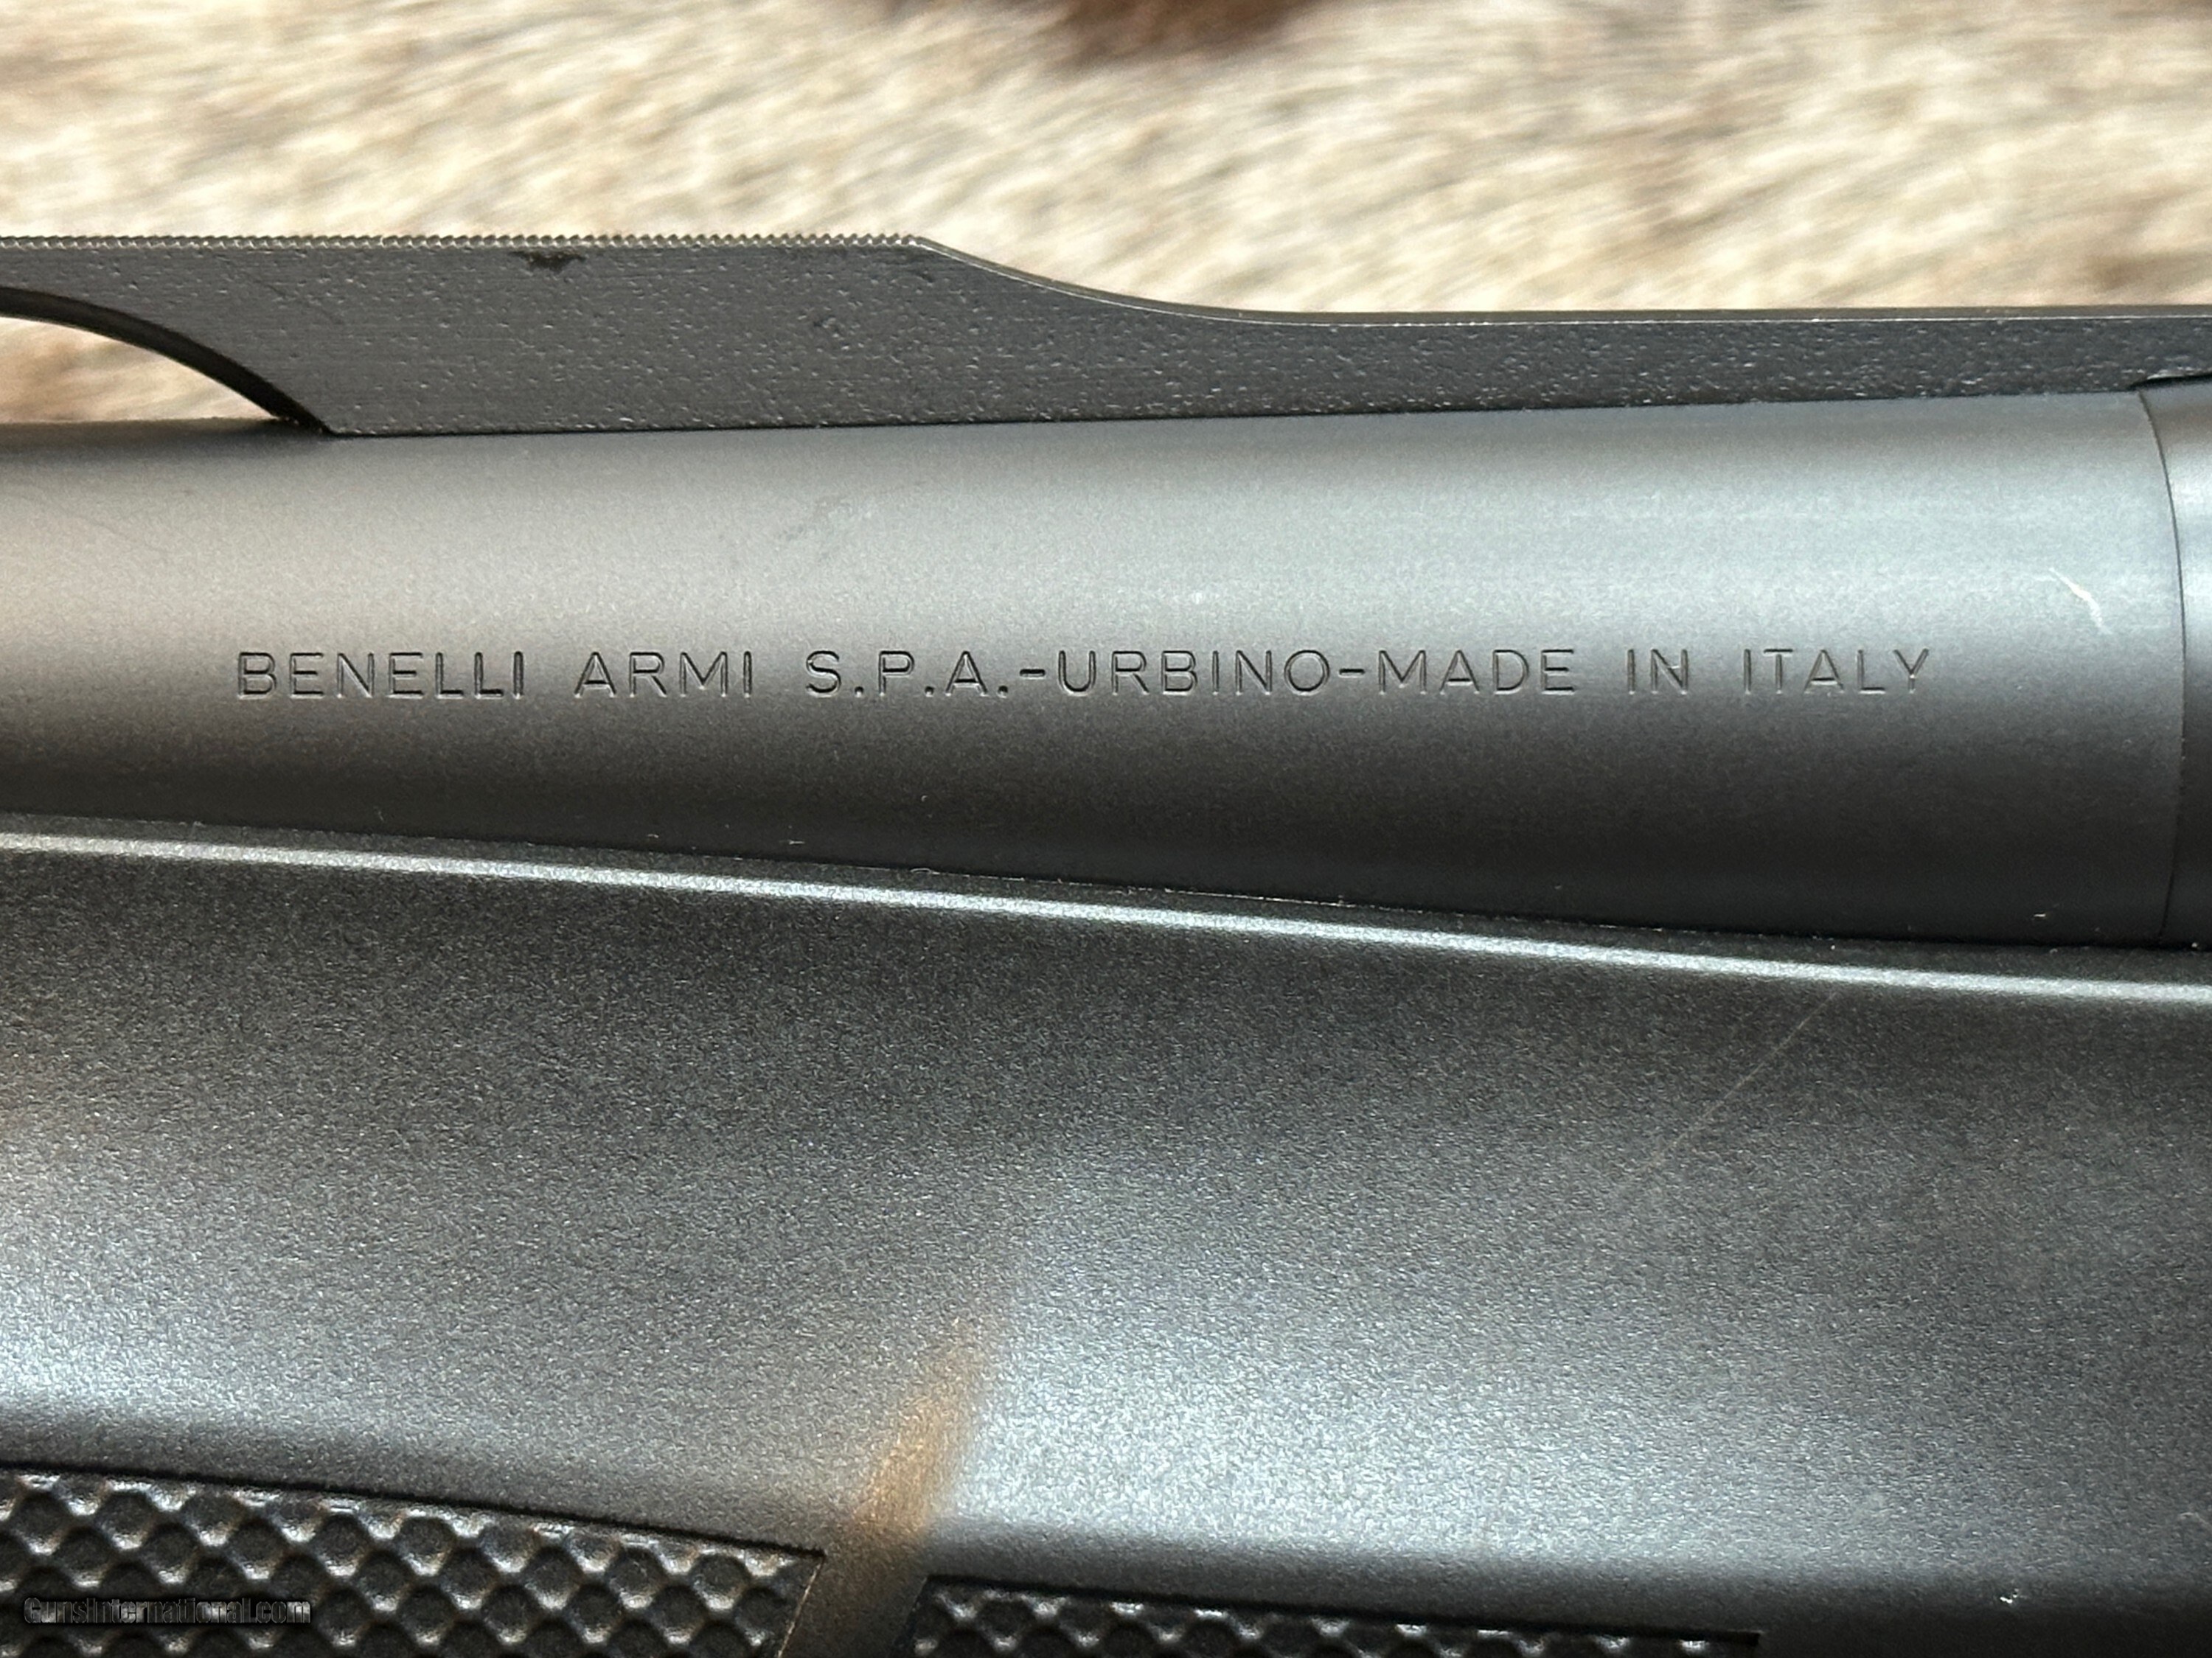 BENELLI ARMI S.P.A.-URBINO-MADE IN ITALY
GunsInternational.com